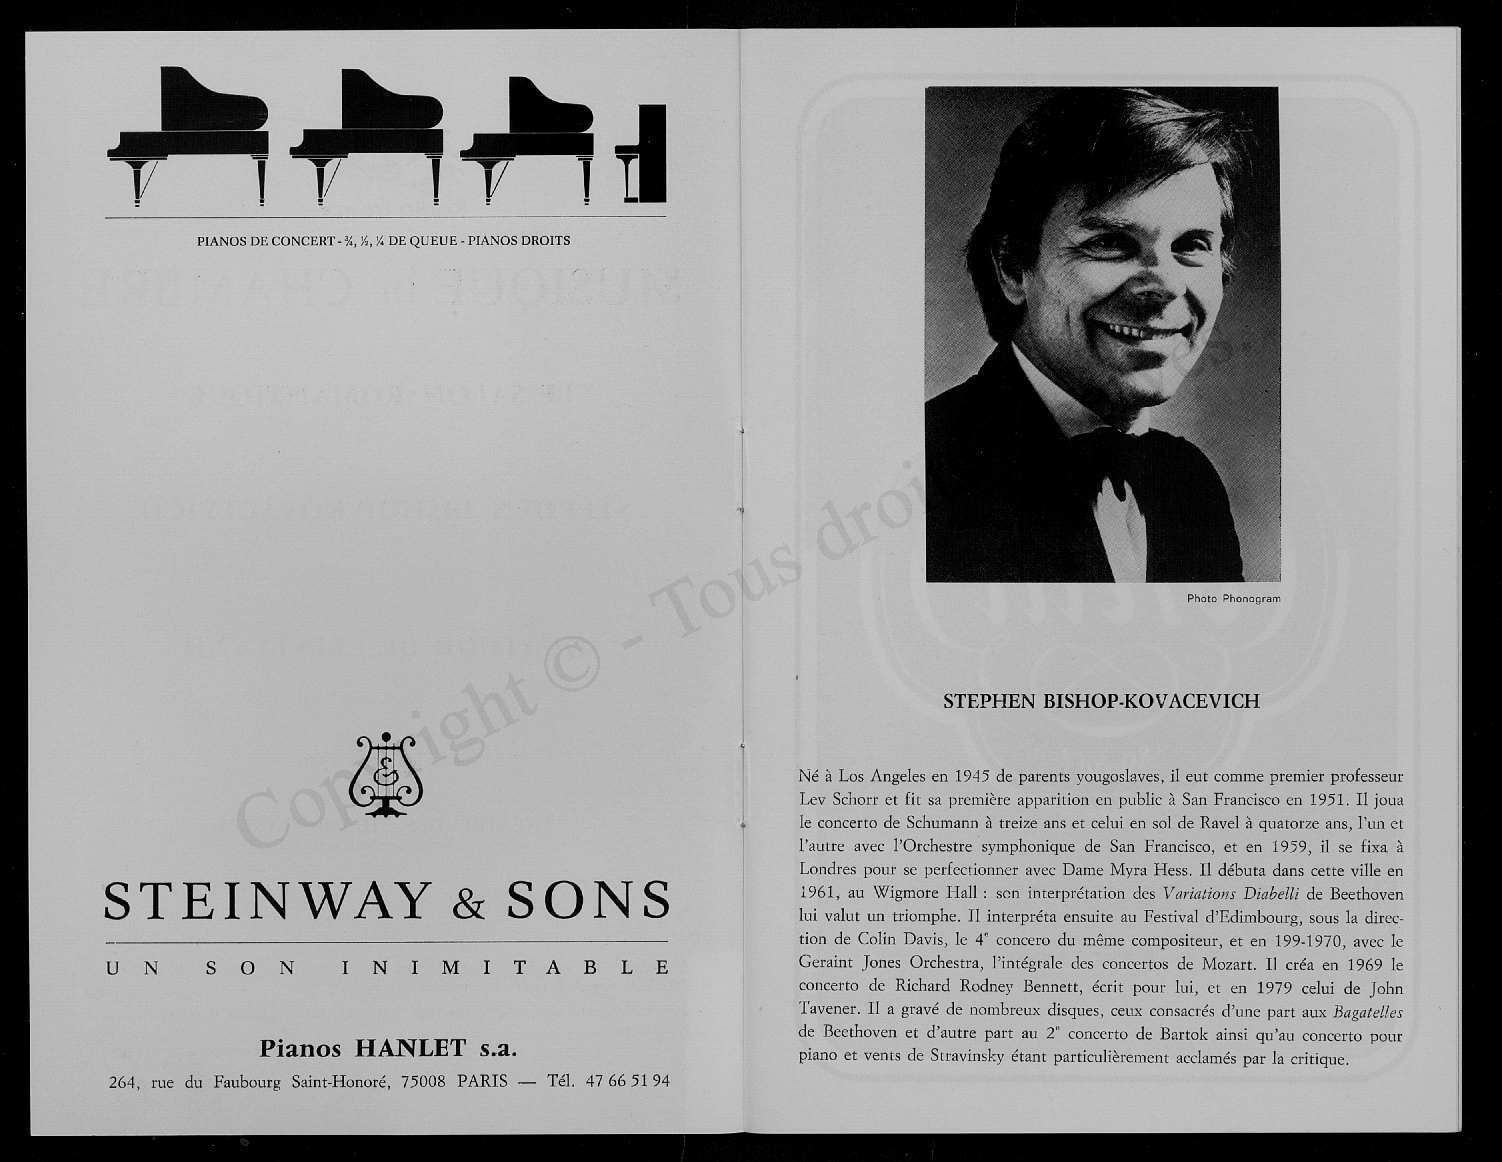 PIANOS DE CONCERT - ¾, ½, ¼ DE QUEUE - PIANOS DROITS
STEINWAY & SONS
UN SON INIMITABLE
Pianos HANLET s.a.
264, rue du Faubourg Saint-Honoré, 75008 PARIS — Tél. 47 66 51 94
Copyright © - Tous droits
Photo Phonogram
STEPHEN BISHOP-KOVACEVICH
Né à Los Angeles en 1945 de parents yougoslaves, il eut comme premier professeur
Lev Schorr et fit sa première apparition en public à San Francisco en 1951. Il joua
le concerto de Schumann à treize ans et celui en sol de Ravel à quatorze ans, l'un et
l'autre avec l'Orchestre symphonique de San Francisco, et en 1959, il se fixa à
Londres pour se perfectionner avec Dame Myra Hess. Il débuta dans cette ville en
1961, au Wigmore Hall : son interprétation des Variations Diabelli de Beethoven
lui valut un triomphe. Il interpréta ensuite au Festival d'Edimbourg, sous la direc-
tion de Colin Davis, le 4e concero du même compositeur, et en 199-1970, avec le
Geraint Jones Orchestra, l'intégrale des concertos de Mozart. Il créa en 1969 le
concerto de Richard Rodney Bennett, écrit pour lui, et en 1979 celui de John
Tavener. Il a gravé de nombreux disques, ceux consacrés d'une part aux Bagatelles
de Beethoven et d'autre part au 2e concerto de Bartok ainsi qu'au concerto pour
piano et vents de Stravinsky étant particulièrement acclamés par la critique.